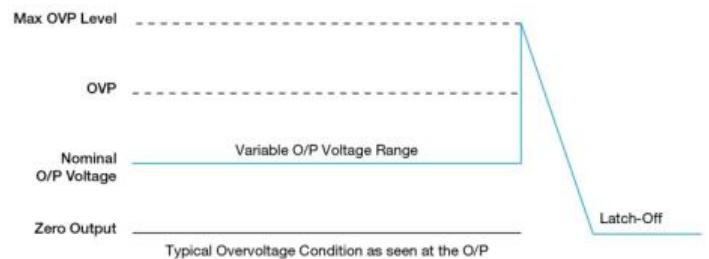 Max OVP Level
OVP
Variable O/P Voltage Range
Nominal
O/P Voltage
Zero Output
Latch-Off
Typical Overvoltage Condition as seen at the O/P